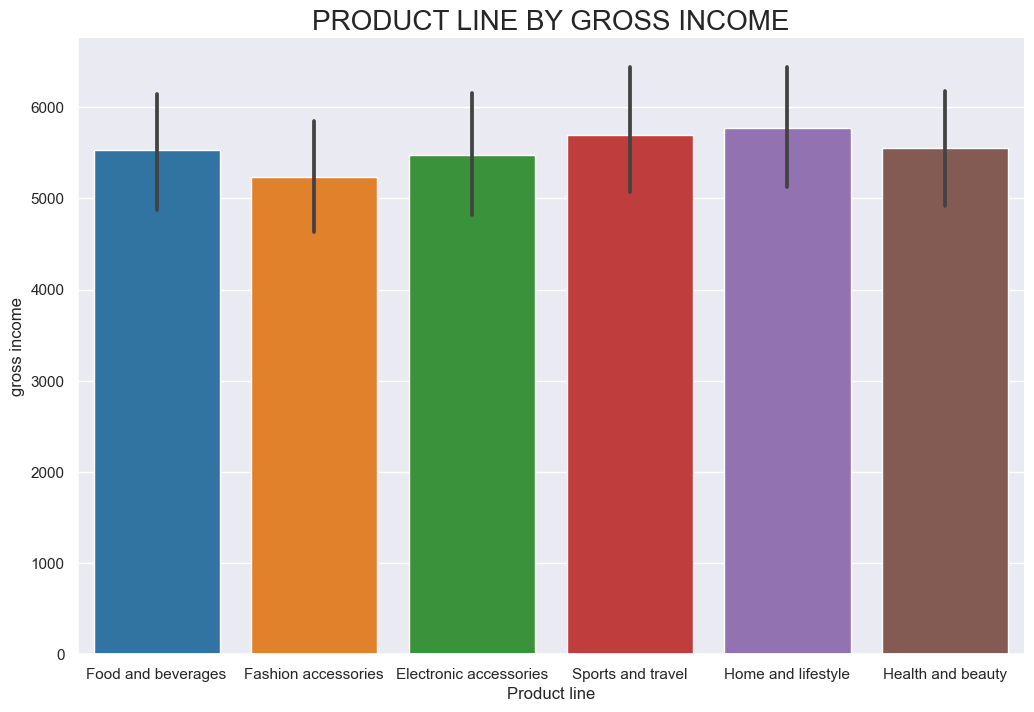 PRODUCT LINE BY GROSS INCOME
gross income
6000
5000
4000
3000
2000
1000
0
Food and beverages
Fashion accessories
Electronic accessories
Sports and travel
Home and lifestyle
Health and beauty
Product line